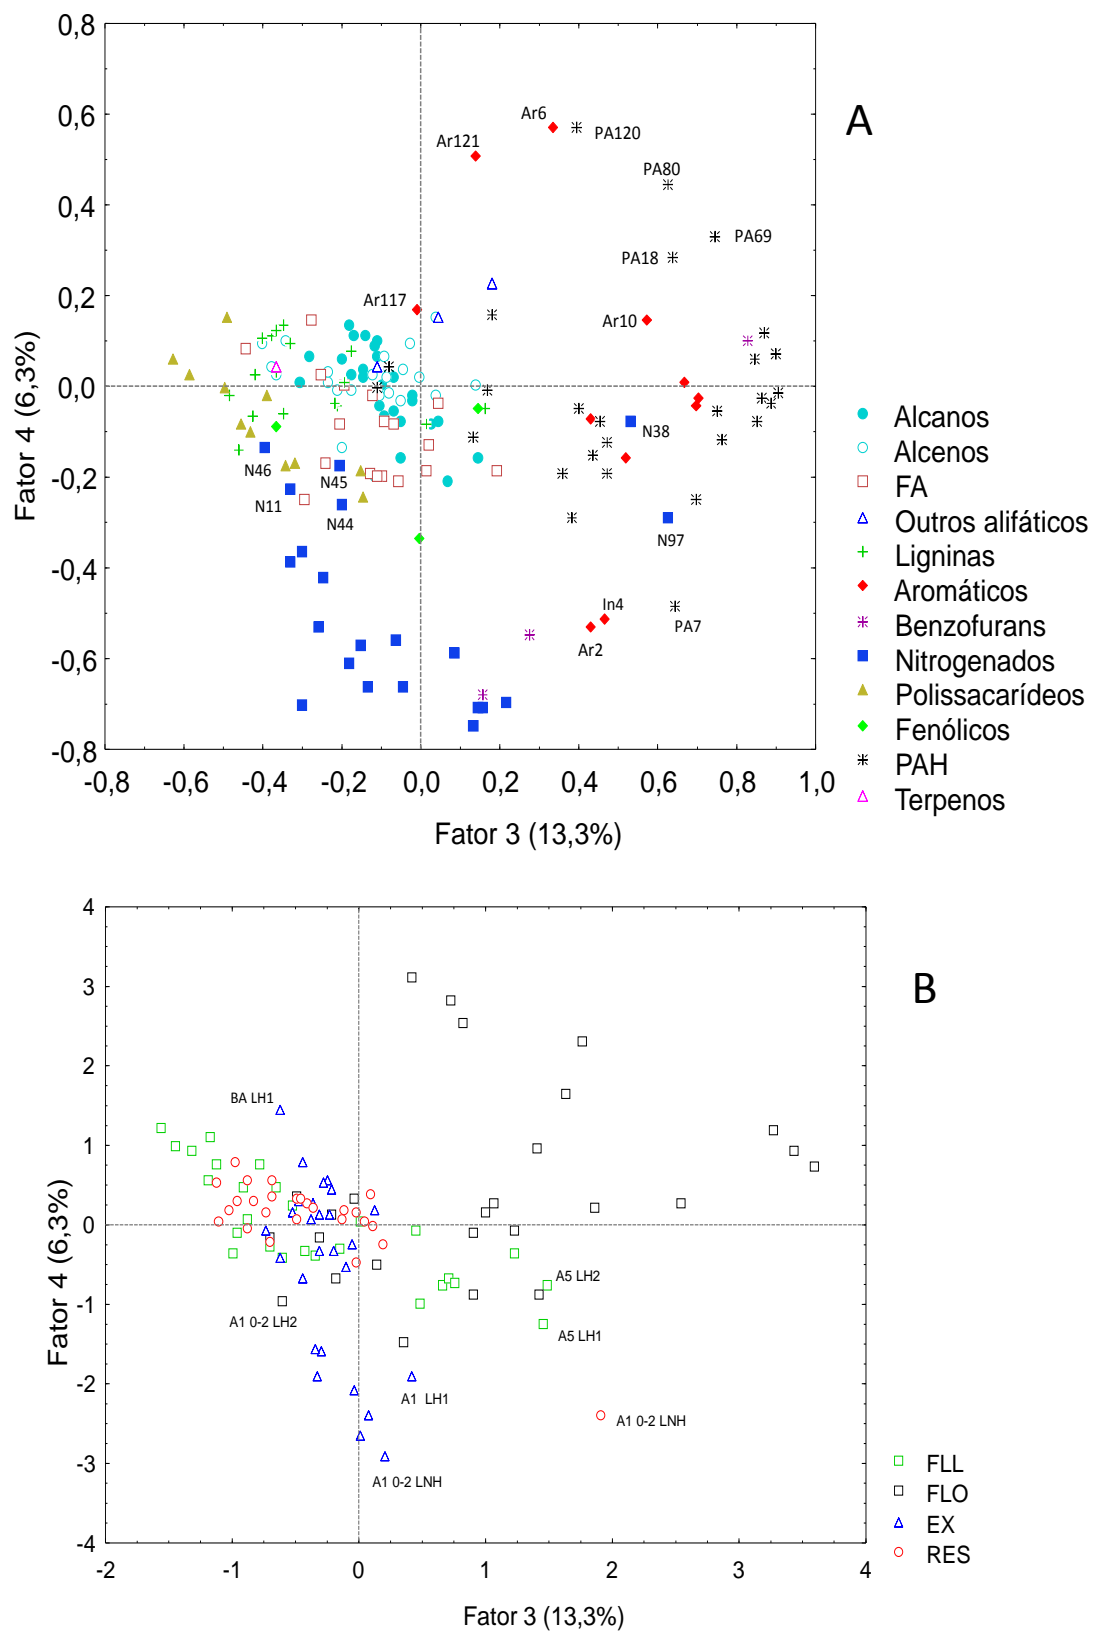 0,8
0,6
0,4
0,2
0,0
-0,2
-0,4
-0,6
-0,8
Fator 4 (6,3%)
-0,8 -0,6 -0,4 -0,2 0,0 0,2 0,4 0,6 0,8 1,0
Fator 3 (13,3%)
A
Ar6
PA120
Ar121
PA80
PA69
PA18
Ar117
Ar10
N38
N46
N45
N11
N44
N97
In4
Ar2
PA7
Alcanos
Alcenos
FA
Outros alifáticos
Ligninas
Aromáticos
Benzofurans
Nitrogenados
Polissacarídeos
Fenólicos
PAH
Terpenos
4
3
2
1
0
-1
-2
-3
-4
Fator 4 (6,3%)
-2 -1 0 1 2 3 4
Fator 3 (13,3%)
B
BA LH1
A5 LH2
A1 0-2 LH2
A5 LH1
A1 LH1
A1 0-2 LNH
A1 0-2 LNH
FLL
FLO
EX
RES